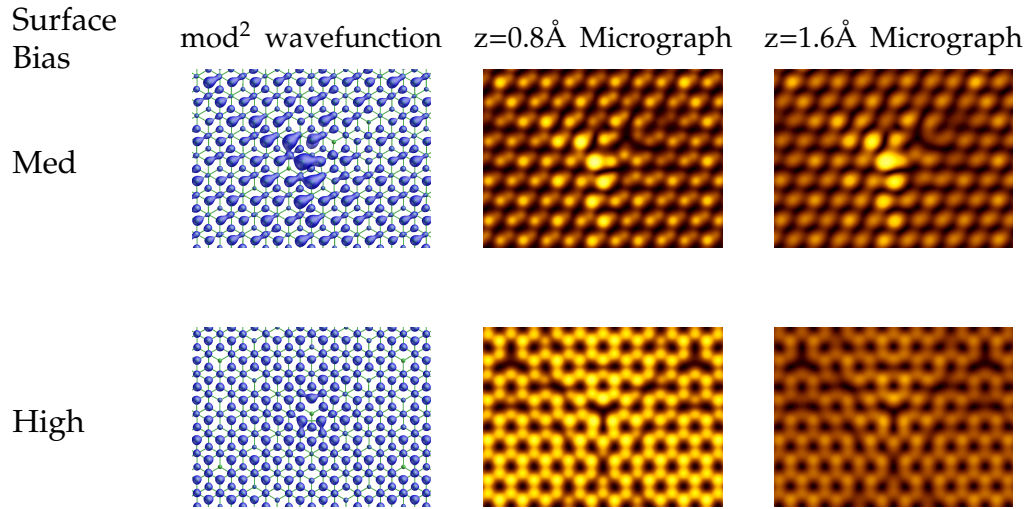 Surface
Bias
mod² wavefunction
z=0.8Å Micrograph
z=1.6Å Micrograph
Med
High